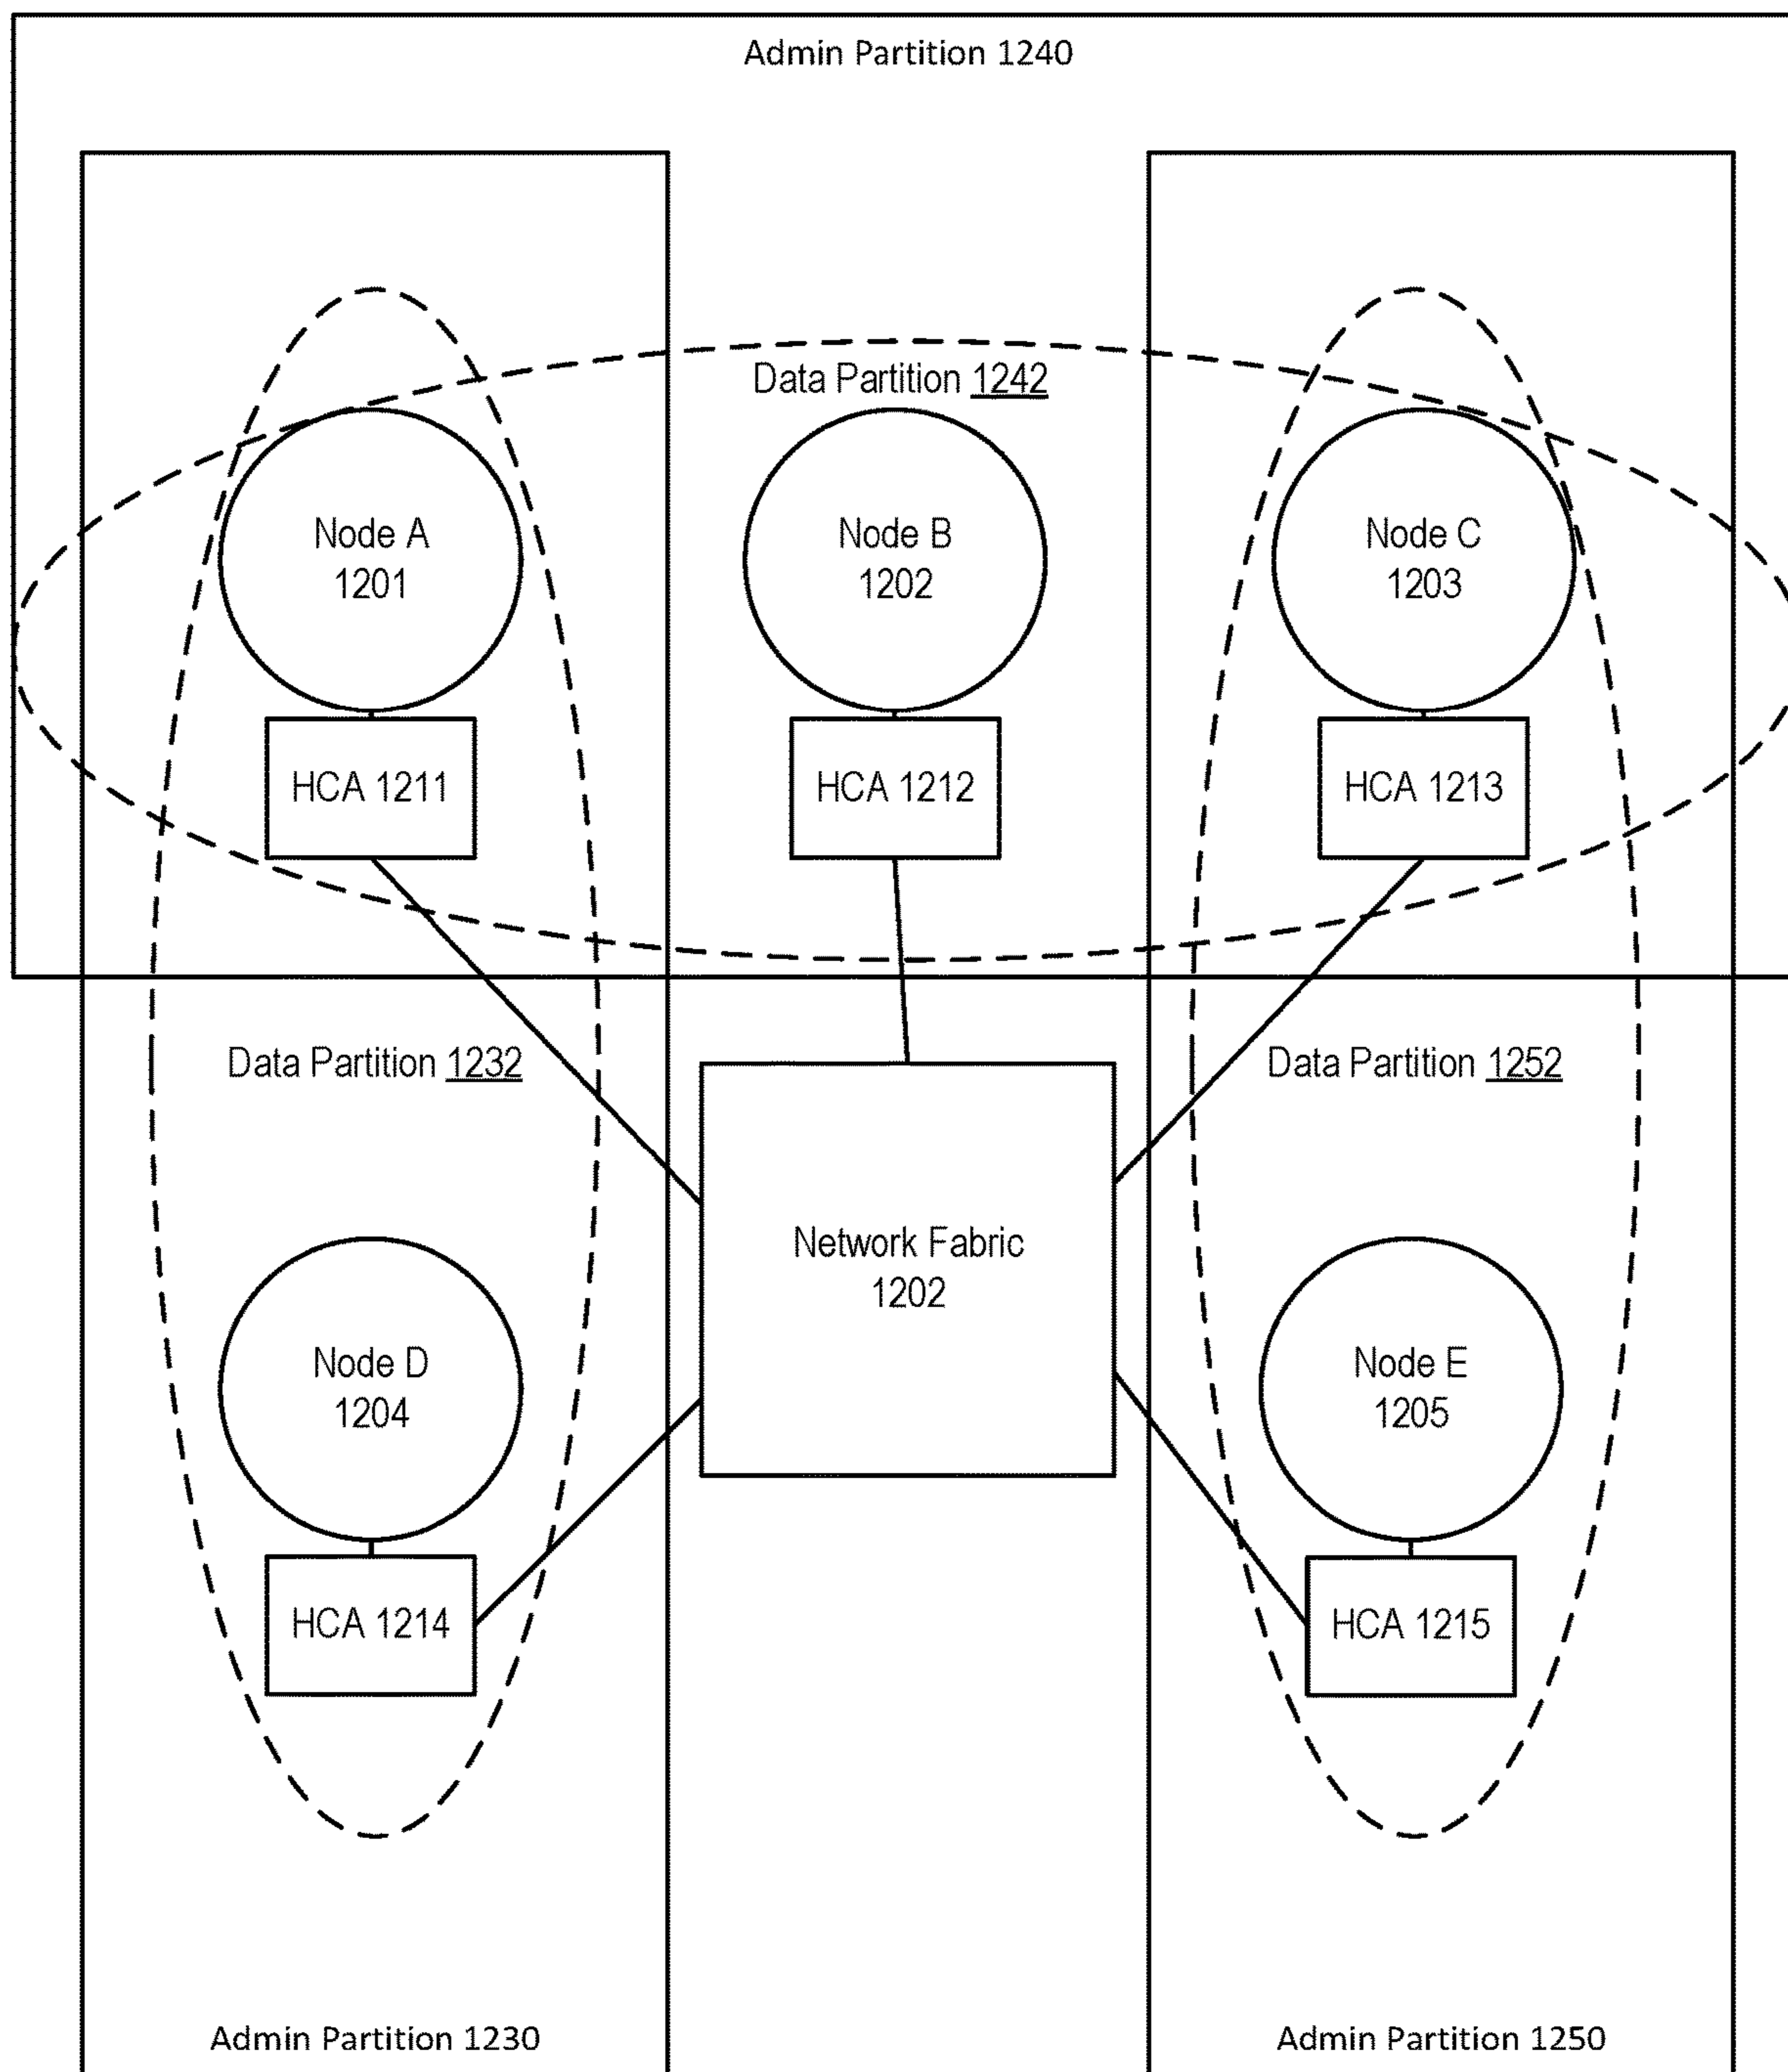 Admin Partition 1240
Data Partition 1242
Node A
1201
Node B
1202
Node C
1203
HCA 1211
HCA 1212
HCA 1213
Data Partition 1232
Data Partition 1252
Network Fabric
1202
Node D
1204
Node E
1205
HCA 1214
HCA 1215
Admin Partition 1230
Admin Partition 1250